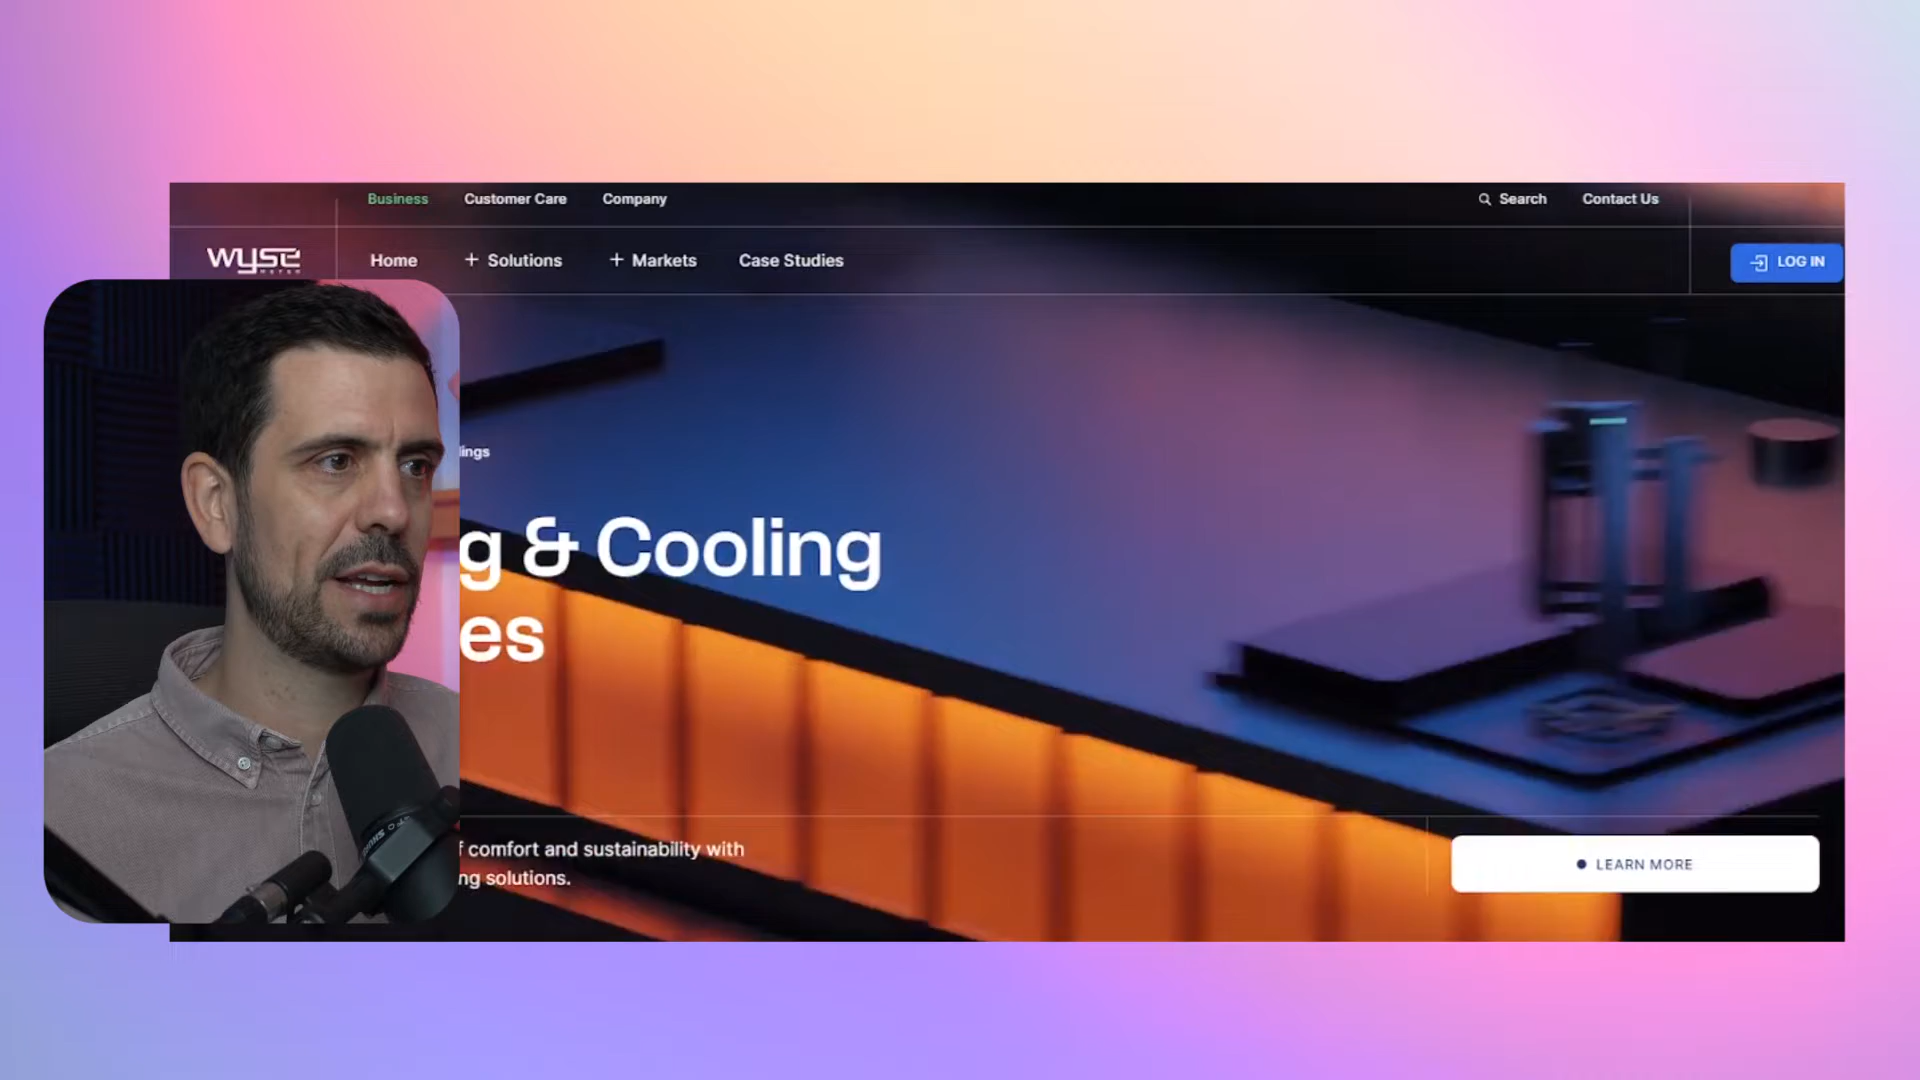 Business Customer Care Company Search Contact Us
wyse
Home + Solutions + Markets Case Studies LOG IN
g & Cooling
es
comfort and sustainability with
ng solutions.
LEARN MORE